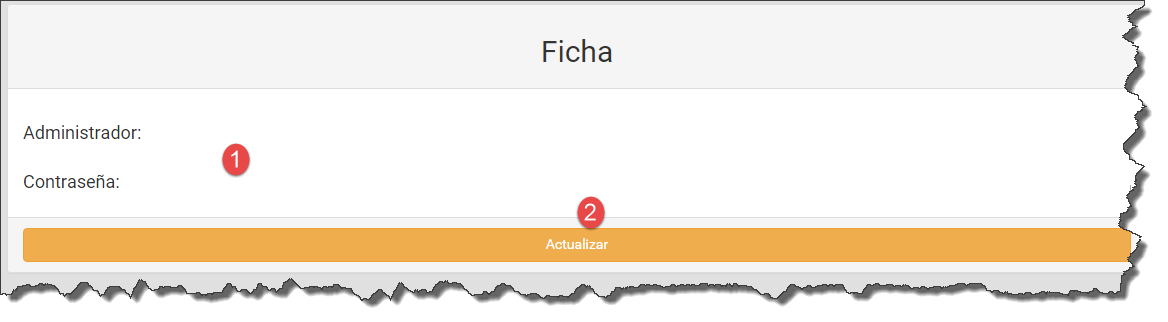 Ficha
Administrador:
1
Contraseña:
2
Actualizar